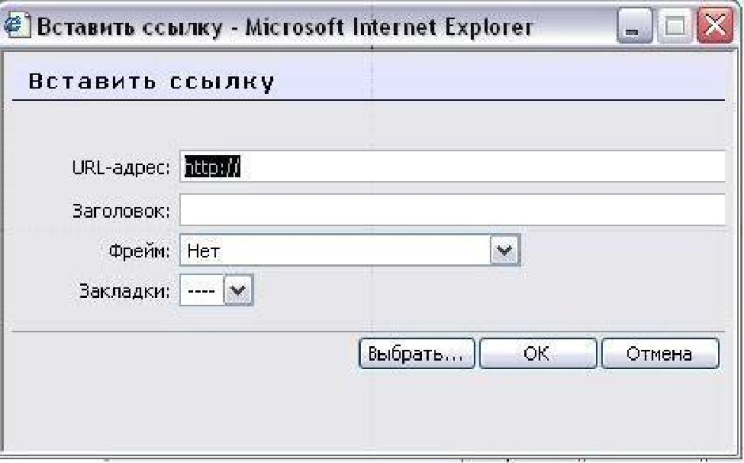 Вставить ссылку - Microsoft Internet Explorer
Вставить ссылку
URL-адрес: http://
Заголовок:
Фрейм: Нет
Закладки: ----
Выбрать... OK Отмена